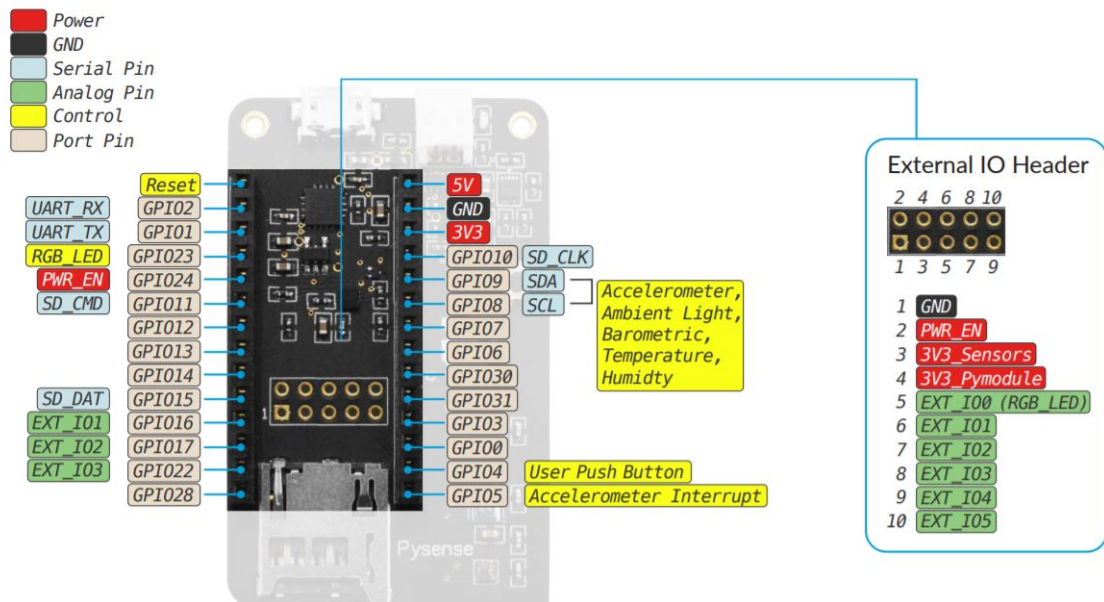 Power
GND
Serial Pin
Analog Pin
Control
Port Pin
Reset
UART_RX GPIO2
UART_TX GPIO1
RGB_LED GPIO23
PWR_EN GPIO24
SD_CMD GPIO11
GPIO12
GPIO13
GPIO14
SD_DAT GPIO15
EXT_IO1 GPIO16
EXT_IO2 GPIO17
EXT_IO3 GPIO22
GPIO28
5V
GND
3V3
GPIO10 SD_CLK
GPIO9 SDA
GPIO8 SCL
GPIO7
GPIO6
GPIO30
GPIO31
GPIO3
GPIO0
GPIO4 User Push Button
GPIO5 Accelerometer Interrupt
Accelerometer,
Ambient Light,
Barometric,
Temperature,
Humidty
1
Pysense
External IO Header
2 4 6 8 10
1 3 5 7 9
1 GND
2 PWR_EN
3 3V3_Sensors
4 3V3_Pymodule
5 EXT_IO0 (RGB_LED)
6 EXT_IO1
7 EXT_IO2
8 EXT_IO3
9 EXT_IO4
10 EXT_IO5